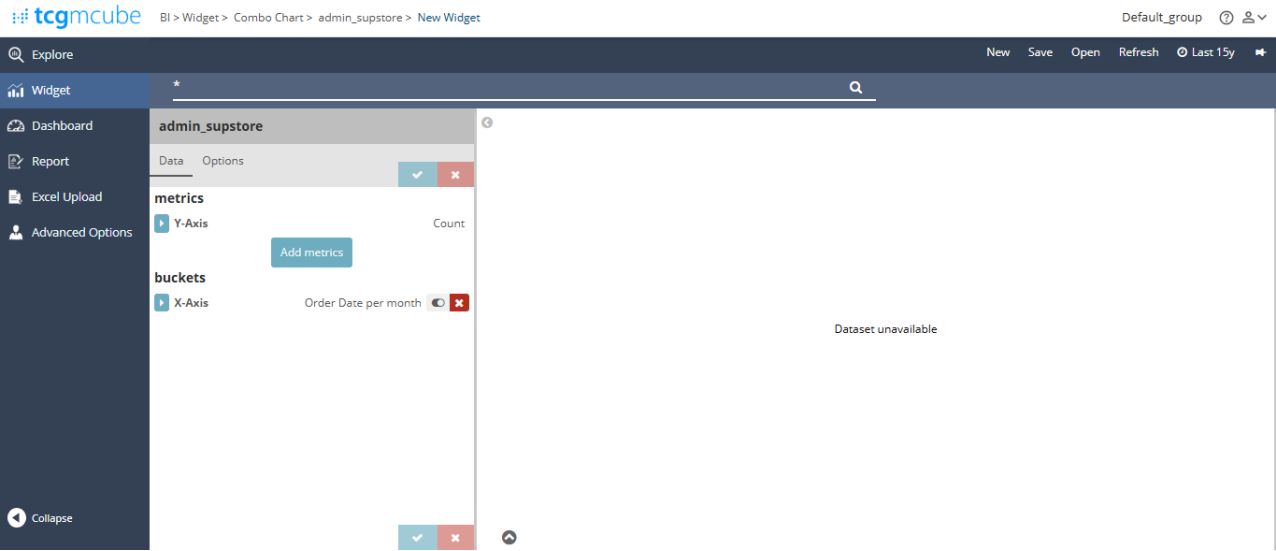 tcgmcube
BI > Widget > Combo Chart > admin_supstore > New Widget
Default_group
Explore
New Save Open Refresh Last 15y
Widget
*
Dashboard
admin_supstore
Report
Data Options
Excel Upload
metrics
Y-Axis Count
Advanced Options
Add metrics
buckets
X-Axis Order Date per month
Dataset unavailable
Collapse